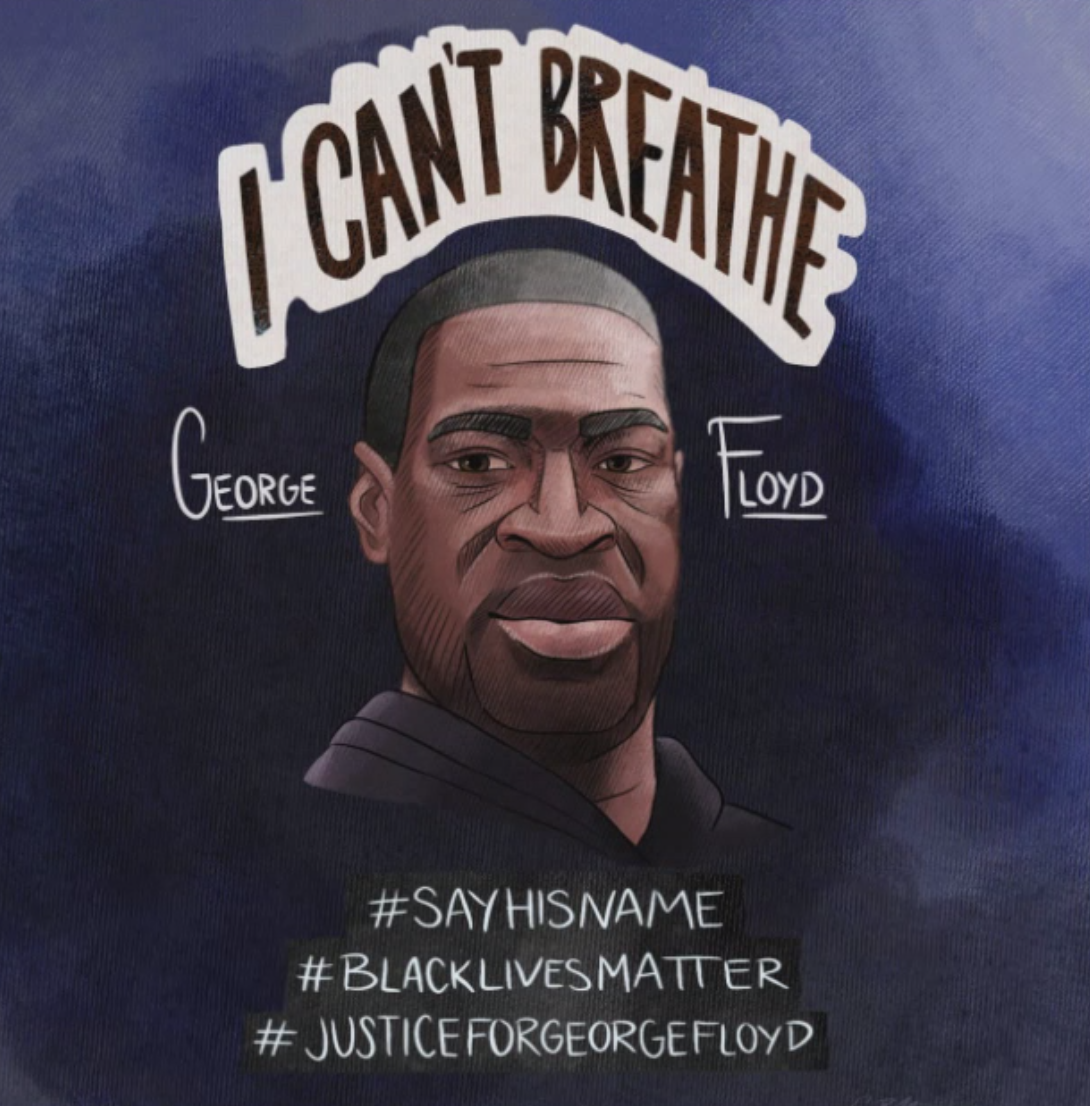 I CAN'T BREATHE
GEORGE FLOYD
#SAYHISNAME
#BLACKLIVESMATTER
#JUSTICEFORGEORGEFLOYD